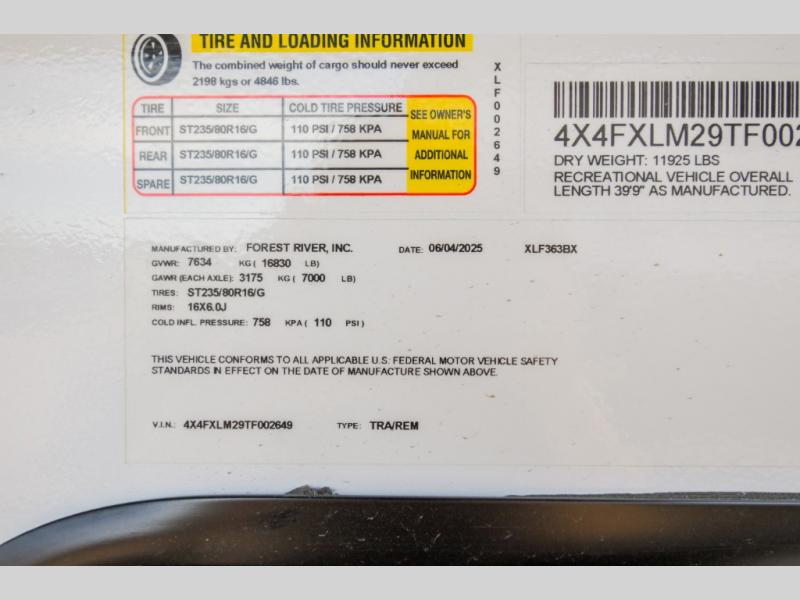 TIRE AND LOADING INFORMATION
The combined weight of cargo should never exceed
2198 kgs or 4846 lbs.
TIRE SIZE COLD TIRE PRESSURE
FRONT ST235/80R16/G 110 PSI / 758 KPA
REAR ST235/80R16/G 110 PSI / 758 KPA
SPARE ST235/80R16/G 110 PSI / 758 KPA
SEE OWNER'S
MANUAL FOR
ADDITIONAL
INFORMATION
XLF002649
4X4FXLM29TF002
DRY WEIGHT: 11925 LBS
RECREATIONAL VEHICLE OVERALL
LENGTH 39'9" AS MANUFACTURED.
MANUFACTURED BY: FOREST RIVER, INC. DATE: 06/04/2025 XLF363BX
GVWR: 7634 KG ( 16830 LB)
GAWR (EACH AXLE): 3175 KG ( 7000 LB)
TIRES: ST235/80R16/G
RIMS: 16X6.0J
COLD INFL. PRESSURE: 758 KPA ( 110 PSI )
THIS VEHICLE CONFORMS TO ALL APPLICABLE U.S. FEDERAL MOTOR VEHICLE SAFETY
STANDARDS IN EFFECT ON THE DATE OF MANUFACTURE SHOWN ABOVE.
V.I.N.: 4X4FXLM29TF002649 TYPE: TRA/REM